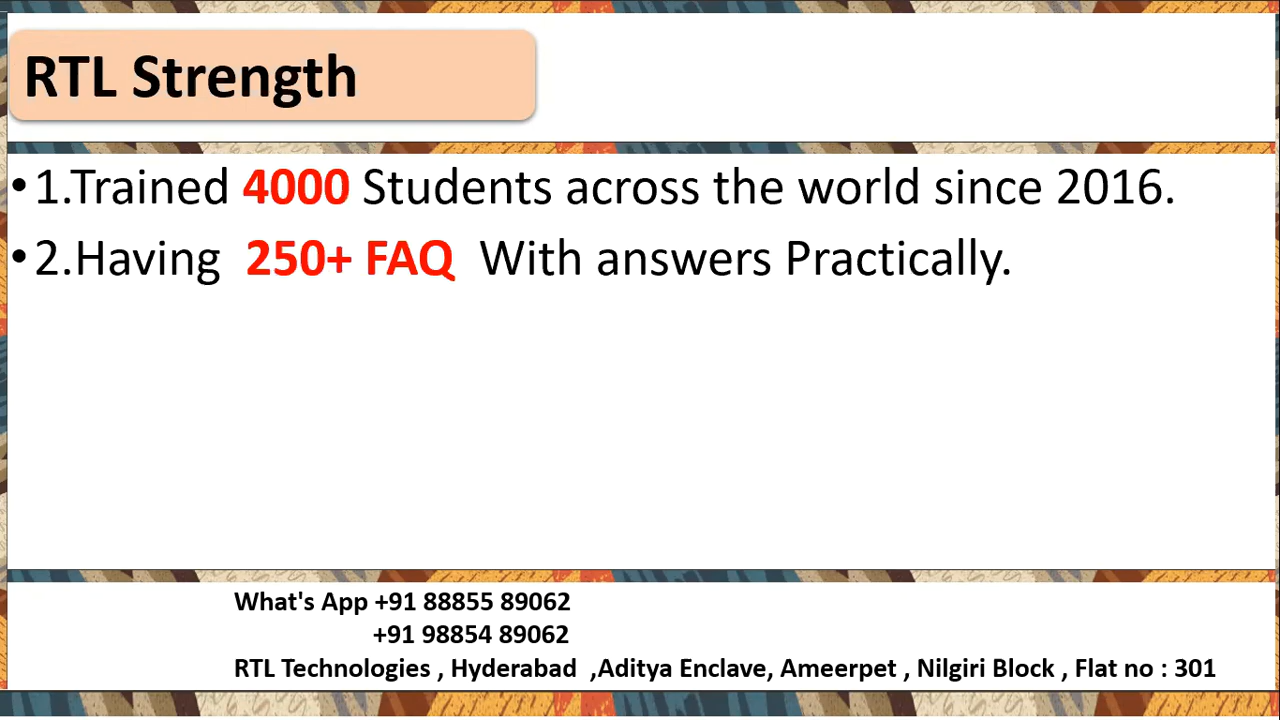 RTL Strength
•1.Trained 4000 Students across the world since 2016.
•2.Having 250+ FAQ With answers Practically.
What's App +91 88855 89062
+91 98854 89062
RTL Technologies , Hyderabad ,Aditya Enclave, Ameerpet , Nilgiri Block , Flat no : 301